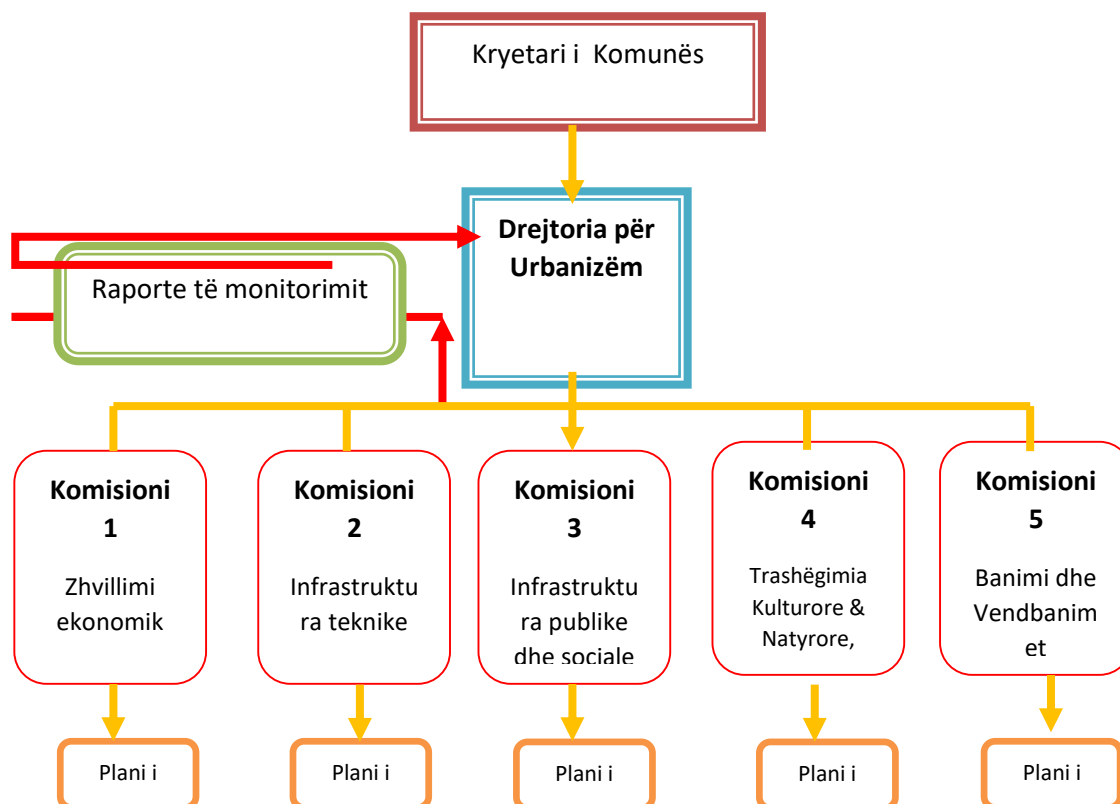 Kryetari i Komunës
Drejtoria për
Urbanizëm
Raporte të monitorimit
Komisioni
1
Zhvillimi
ekonomik
Komisioni
2
Infrastruktu
ra teknike
Komisioni
3
Infrastruktu
ra publike
dhe sociale
Komisioni
4
Trashëgimia
Kulturore &
Natyrore,
Komisioni
5
Banimi dhe
Vendbanim
et
Plani i
Plani i
Plani i
Plani i
Plani i